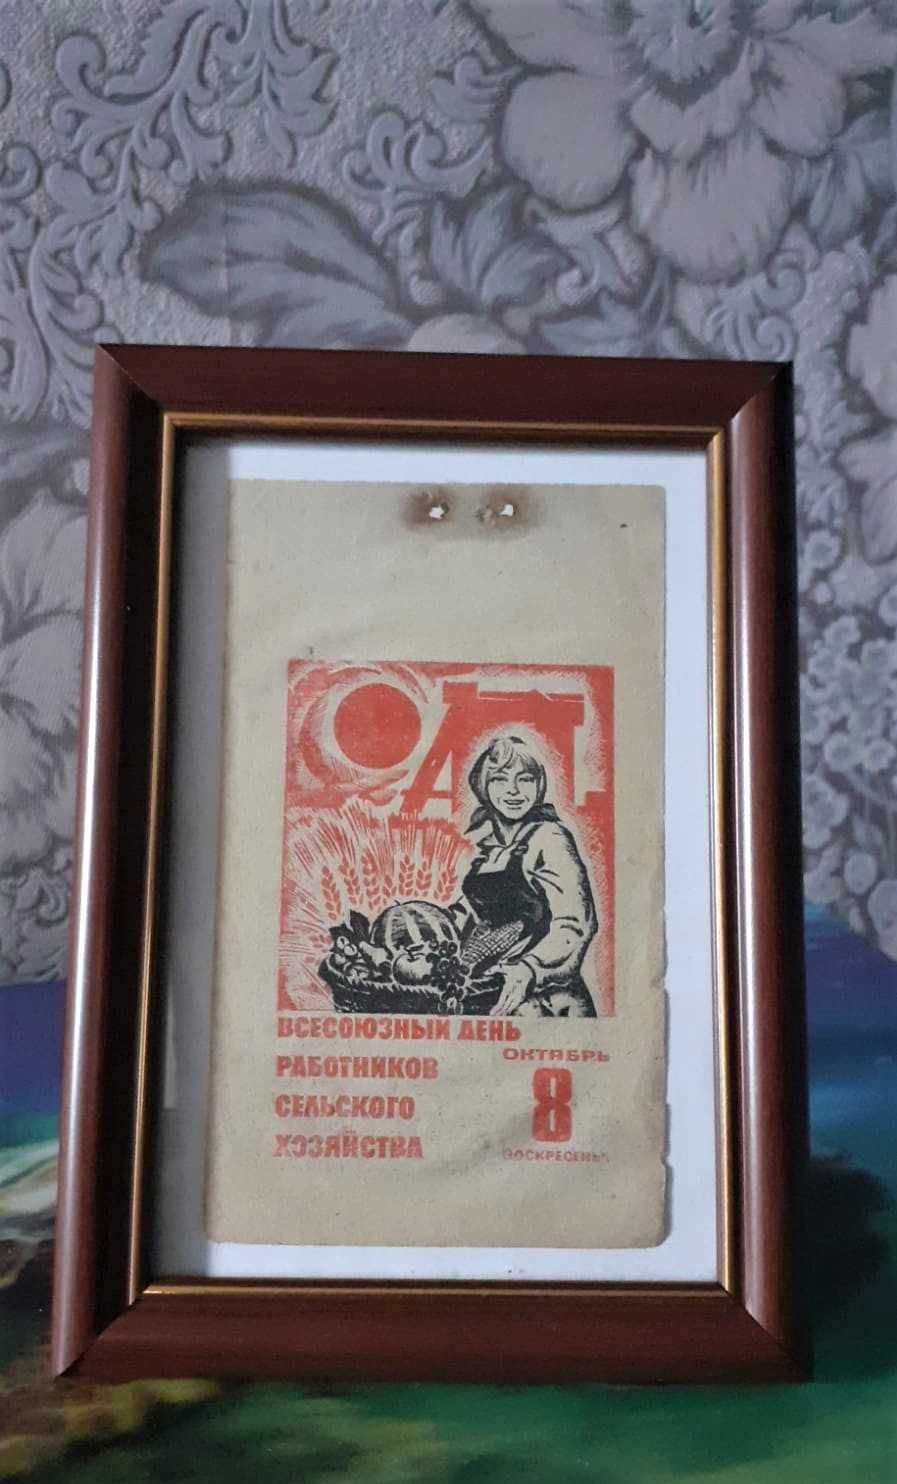 ВСЕСОЮЗНЫЙ ДЕНЬ
РАБОТНИКОВ
СЕЛЬСКОГО
ХОЗЯЙСТВА
ОКТЯБРЬ
8
ВОСКРЕСЕНЬЕ